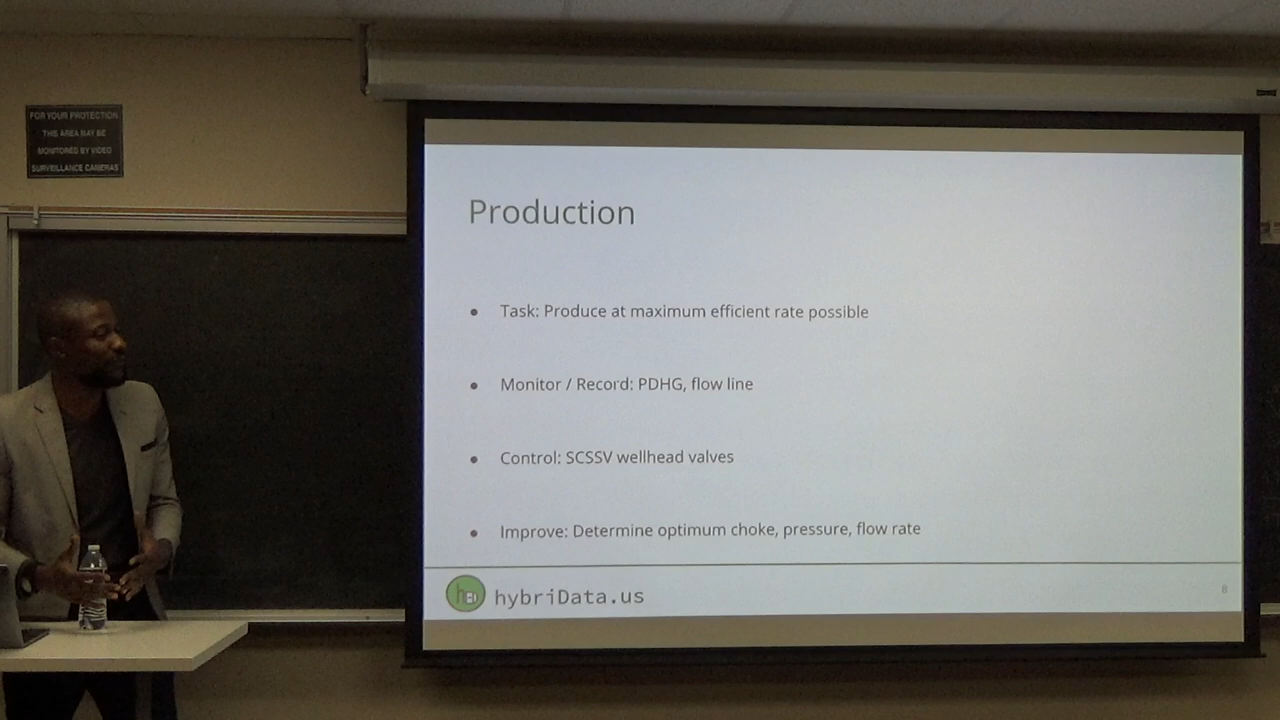 FOR YOUR PROTECTION
THIS AREA MAY BE
MONITORED BY VIDEO
SURVEILLANCE CAMERAS
Production
• Task: Produce at maximum efficient rate possible
• Monitor / Record: PDHG, flow line
• Control: SCSSV wellhead valves
• Improve: Determine optimum choke, pressure, flow rate
hybriData.us
8